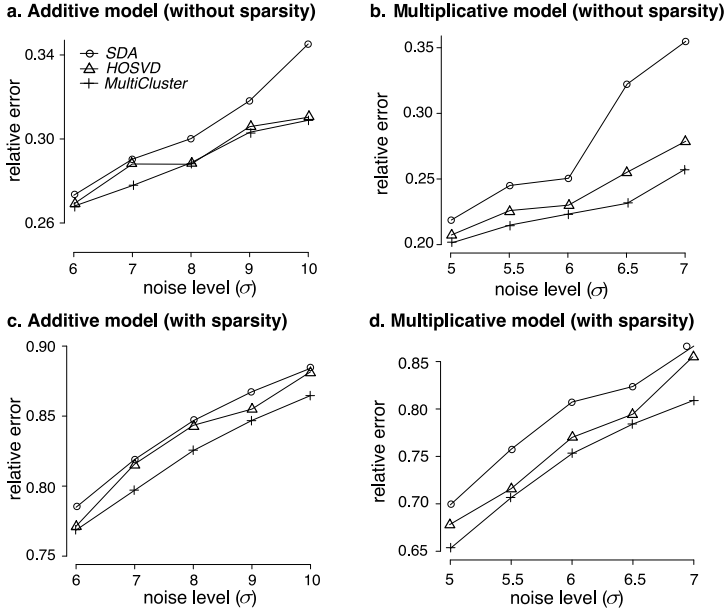 a. Additive model (without sparsity)
relative error
0.34
0.30
0.26
SDA
HOSVD
MultiCluster
6 7 8 9 10
noise level (σ)
b. Multiplicative model (without sparsity)
relative error
0.35
0.30
0.25
0.20
5 5.5 6 6.5 7
noise level (σ)
c. Additive model (with sparsity)
relative error
0.90
0.85
0.80
0.75
6 7 8 9 10
noise level (σ)
d. Multiplicative model (with sparsity)
relative error
0.85
0.80
0.75
0.70
0.65
5 5.5 6 6.5 7
noise level (σ)